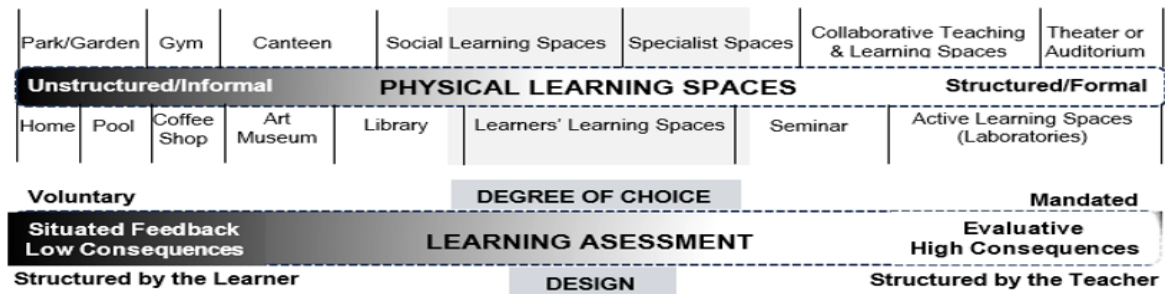 Park/Garden Gym Canteen Social Learning Spaces Specialist Spaces Collaborative Teaching & Learning Spaces Theater or Auditorium
Unstructured/Informal PHYSICAL LEARNING SPACES Structured/Formal
Home Pool Coffee Shop Art Museum Library Learners' Learning Spaces Seminar Active Learning Spaces (Laboratories)
Voluntary DEGREE OF CHOICE Mandated
Situated Feedback Low Consequences LEARNING ASESSMENT Evaluative High Consequences
Structured by the Learner DESIGN Structured by the Teacher